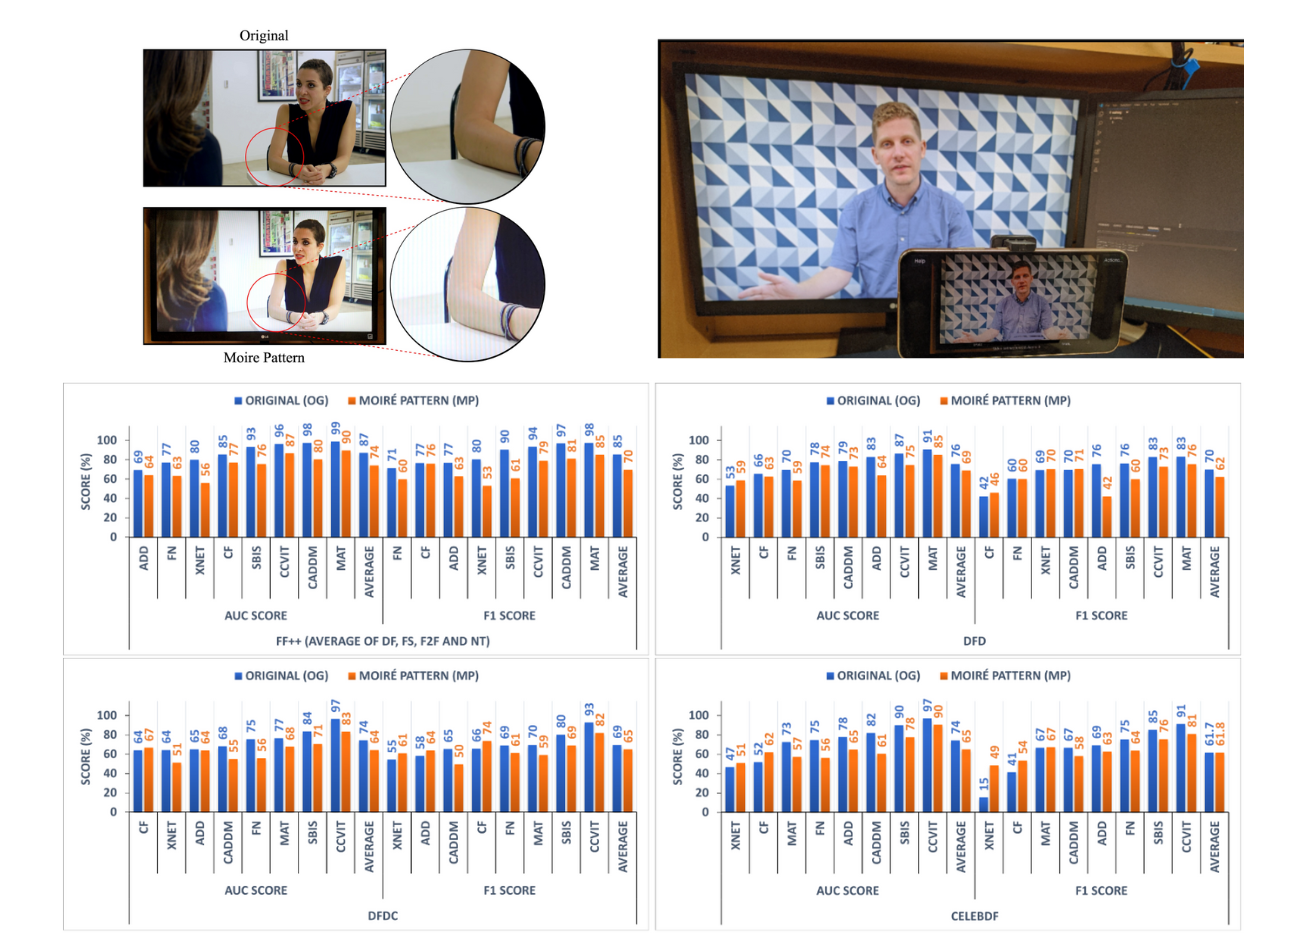 Original
Moire Pattern
ORIGINAL (OG) MOIRÉ PATTERN (MP)
SCORE (%)
100
80
60
40
20
0
69 64 77 63 80 56 85 77 93 76 96 87 98 80 99 90 87 74 71 60 77 76 77 63 80 53 90 61 94 79 97 81 98 85 85 70
ADD FN XNET CF SBIS CCVIT CADDM MAT AVERAGE FN CF ADD XNET SBIS CCVIT CADDM MAT AVERAGE
AUC SCORE F1 SCORE
FF++ (AVERAGE OF DF, FS, F2F AND NT)
ORIGINAL (OG) MOIRÉ PATTERN (MP)
SCORE (%)
100
80
60
40
20
0
53 59 66 63 70 59 78 74 79 73 83 64 87 75 91 85 76 69 42 46 60 60 69 70 70 71 76 42 76 60 83 73 83 76 70 62
XNET CF FN SBIS CADDM ADD CCVIT MAT AVERAGE CF FN XNET CADDM ADD SBIS CCVIT MAT AVERAGE
AUC SCORE F1 SCORE
DFD
ORIGINAL (OG) MOIRÉ PATTERN (MP)
SCORE (%)
100
80
60
40
20
0
64 67 64 51 65 64 68 55 75 56 77 68 84 71 97 83 74 64 55 61 58 64 65 50 66 74 69 61 70 59 80 69 93 82 69 65
CF XNET ADD CADDM FN MAT SBIS CCVIT AVERAGE XNET ADD CADDM CF FN MAT SBIS CCVIT AVERAGE
AUC SCORE F1 SCORE
DFDC
ORIGINAL (OG) MOIRÉ PATTERN (MP)
SCORE (%)
100
80
60
40
20
0
47 51 52 62 73 57 75 56 78 65 82 61 90 78 97 90 74 65 15 49 41 54 67 67 67 58 69 63 75 64 85 76 91 81 61.7 61.8
XNET CF MAT FN ADD CADDM SBIS CCVIT AVERAGE XNET CF MAT CADDM ADD FN SBIS CCVIT AVERAGE
AUC SCORE F1 SCORE
CELEBDF